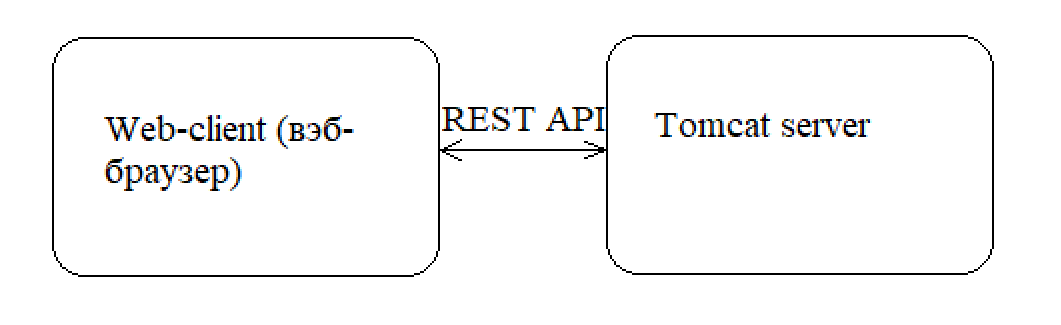 Web-client (вэб-
браузер)
REST API
Tomcat server